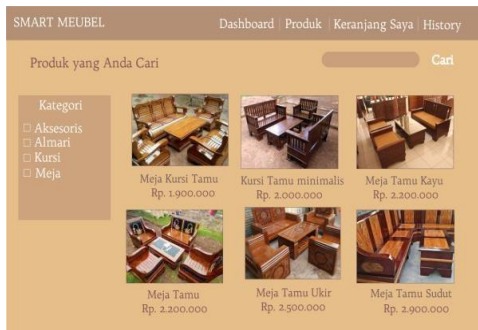 SMART MEUBEL
Dashboard | Produk | Keranjang Saya | History
Produk yang Anda Cari
Cari
Kategori
Aksesoris
Almari
Kursi
Meja
Meja Kursi Tamu
Rp. 1.900.000
Kursi Tamu minimalis
Rp. 2.000.000
Meja Tamu Kayu
Rp. 2.200.000
Meja Tamu
Rp. 2.200.000
Meja Tamu Ukir
Rp. 2.500.000
Meja Tamu Sudut
Rp. 2.900.000